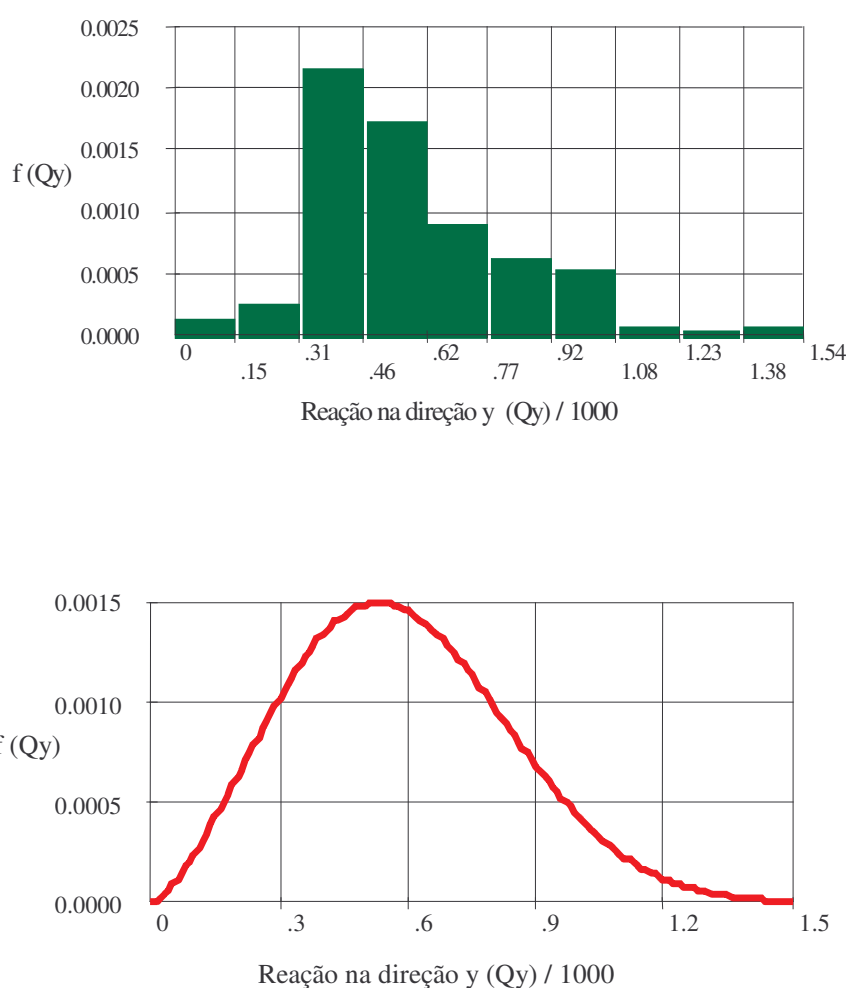 0.0025
0.0020
0.0015
f (Qy)
0.0010
0.0005
0.0000
0 .31 .62 .92 1.23 1.54
.15 .46 .77 1.08 1.38
Reação na direção y (Qy) / 1000
0.0015
0.0010
f (Qy)
0.0005
0.0000
0 .3 .6 .9 1.2 1.5
Reação na direção y (Qy) / 1000